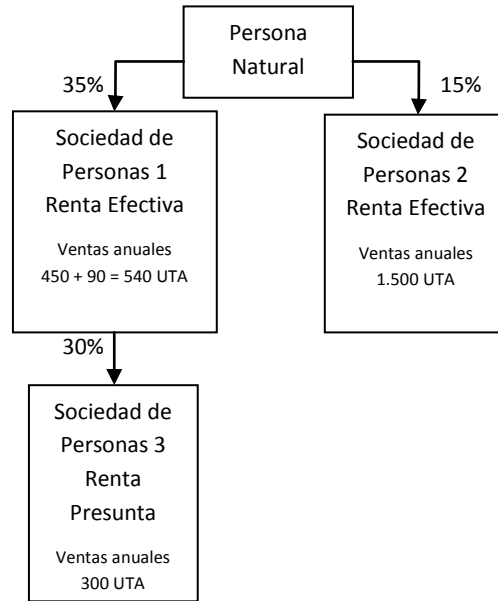 Persona
Natural
35%
15%
Sociedad de
Personas 1
Renta Efectiva
Ventas anuales
450 + 90 = 540 UTA
Sociedad de
Personas 2
Renta Efectiva
Ventas anuales
1.500 UTA
30%
Sociedad de
Personas 3
Renta
Presunta
Ventas anuales
300 UTA